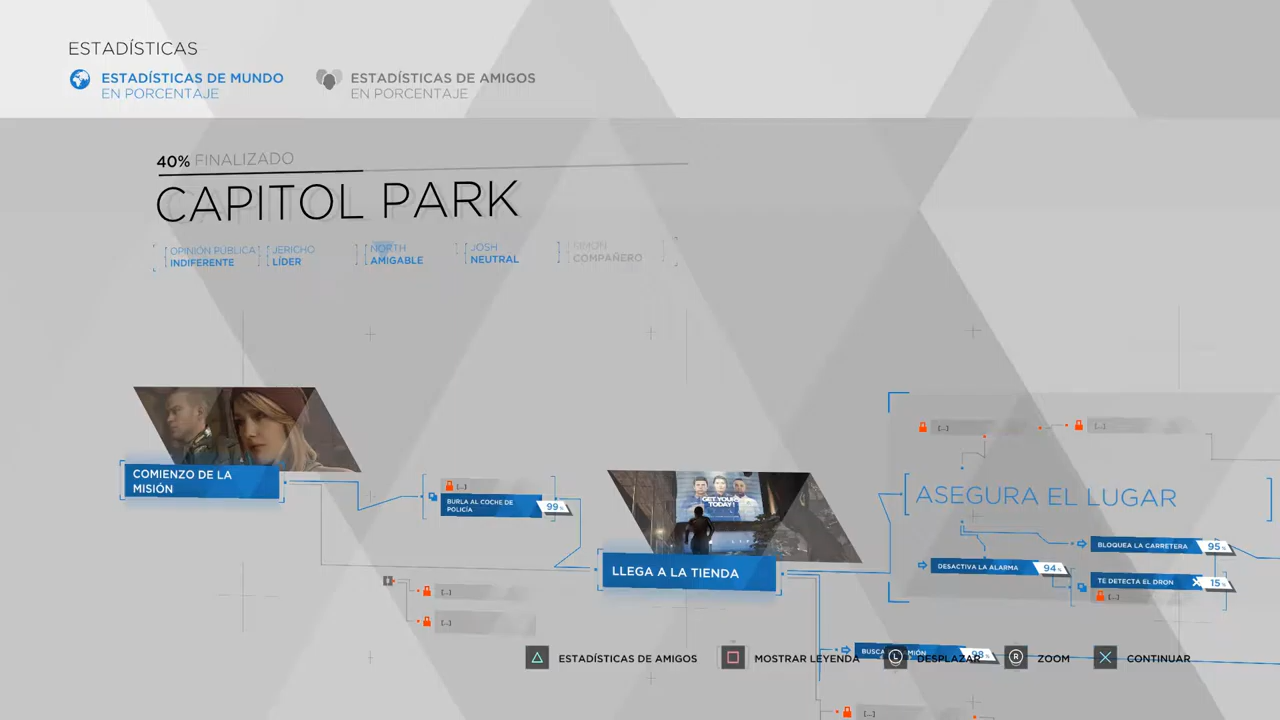 ESTADÍSTICAS
ESTADÍSTICAS DE MUNDO
EN PORCENTAJE
ESTADÍSTICAS DE AMIGOS
EN PORCENTAJE
40% FINALIZADO
CAPITOL PARK
OPINIÓN PÚBLICA
INDIFERENTE
JERICHO
LÍDER
NORTH
AMIGABLE
JOSH
NEUTRAL
SIMON
COMPAÑERO
COMIENZO DE LA
MISIÓN
[...]
BURLA AL COCHE DE
POLICÍA
99%
[...]
[...]
GET YOURS
TODAY!
LLEGA A LA TIENDA
[...]
[...]
ASEGURA EL LUGAR
BLOQUEA LA CARRETERA 95%
DESACTIVA LA ALARMA 94%
TE DETECTA EL DRON 15%
[...]
98%
ESTADÍSTICAS DE AMIGOS
MOSTRAR LEYENDA
L DESPLAZAR
R ZOOM
CONTINUAR
[...]